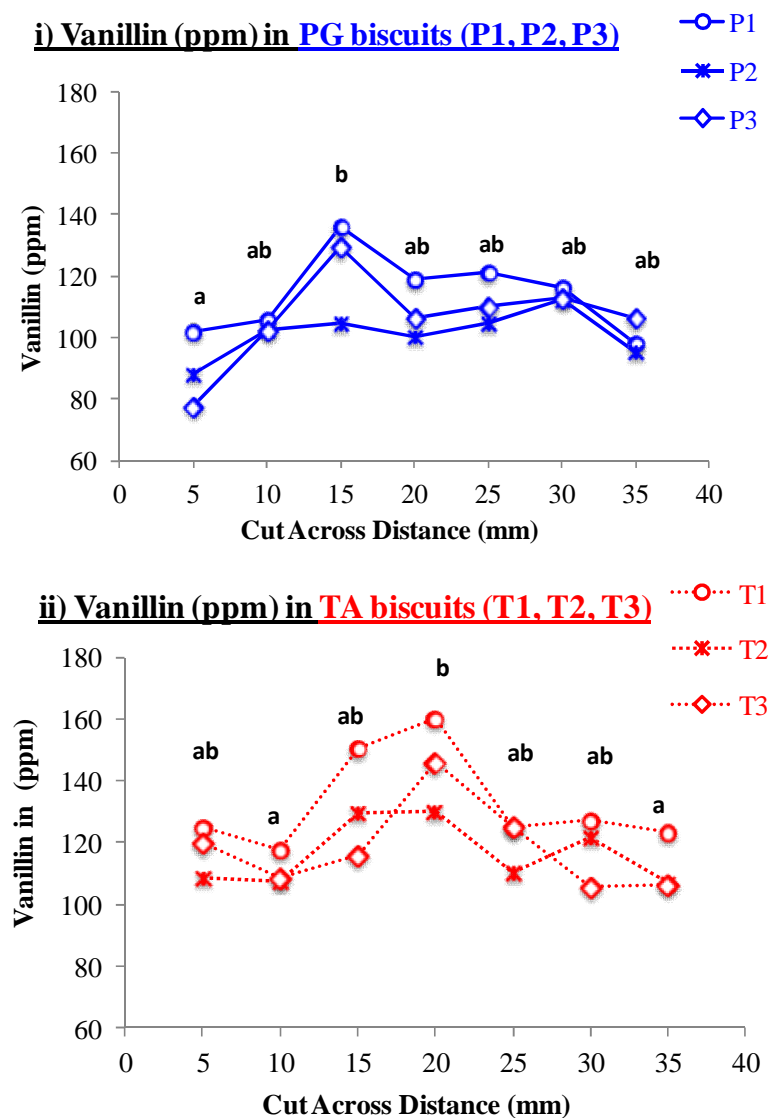 i) Vanillin (ppm) in PG biscuits (P1, P2, P3)
P1
P2
P3
180
160
140
120
100
80
60
Vanillin (ppm)
a
ab
b
ab
ab
ab
ab
0
5
10
15
20
25
30
35
40
Cut Across Distance (mm)
ii) Vanillin (ppm) in TA biscuits (T1, T2, T3)
T1
T2
T3
180
160
140
120
100
80
60
Vanillin in (ppm)
ab
a
ab
b
ab
ab
a
0
5
10
15
20
25
30
35
40
Cut Across Distance (mm)